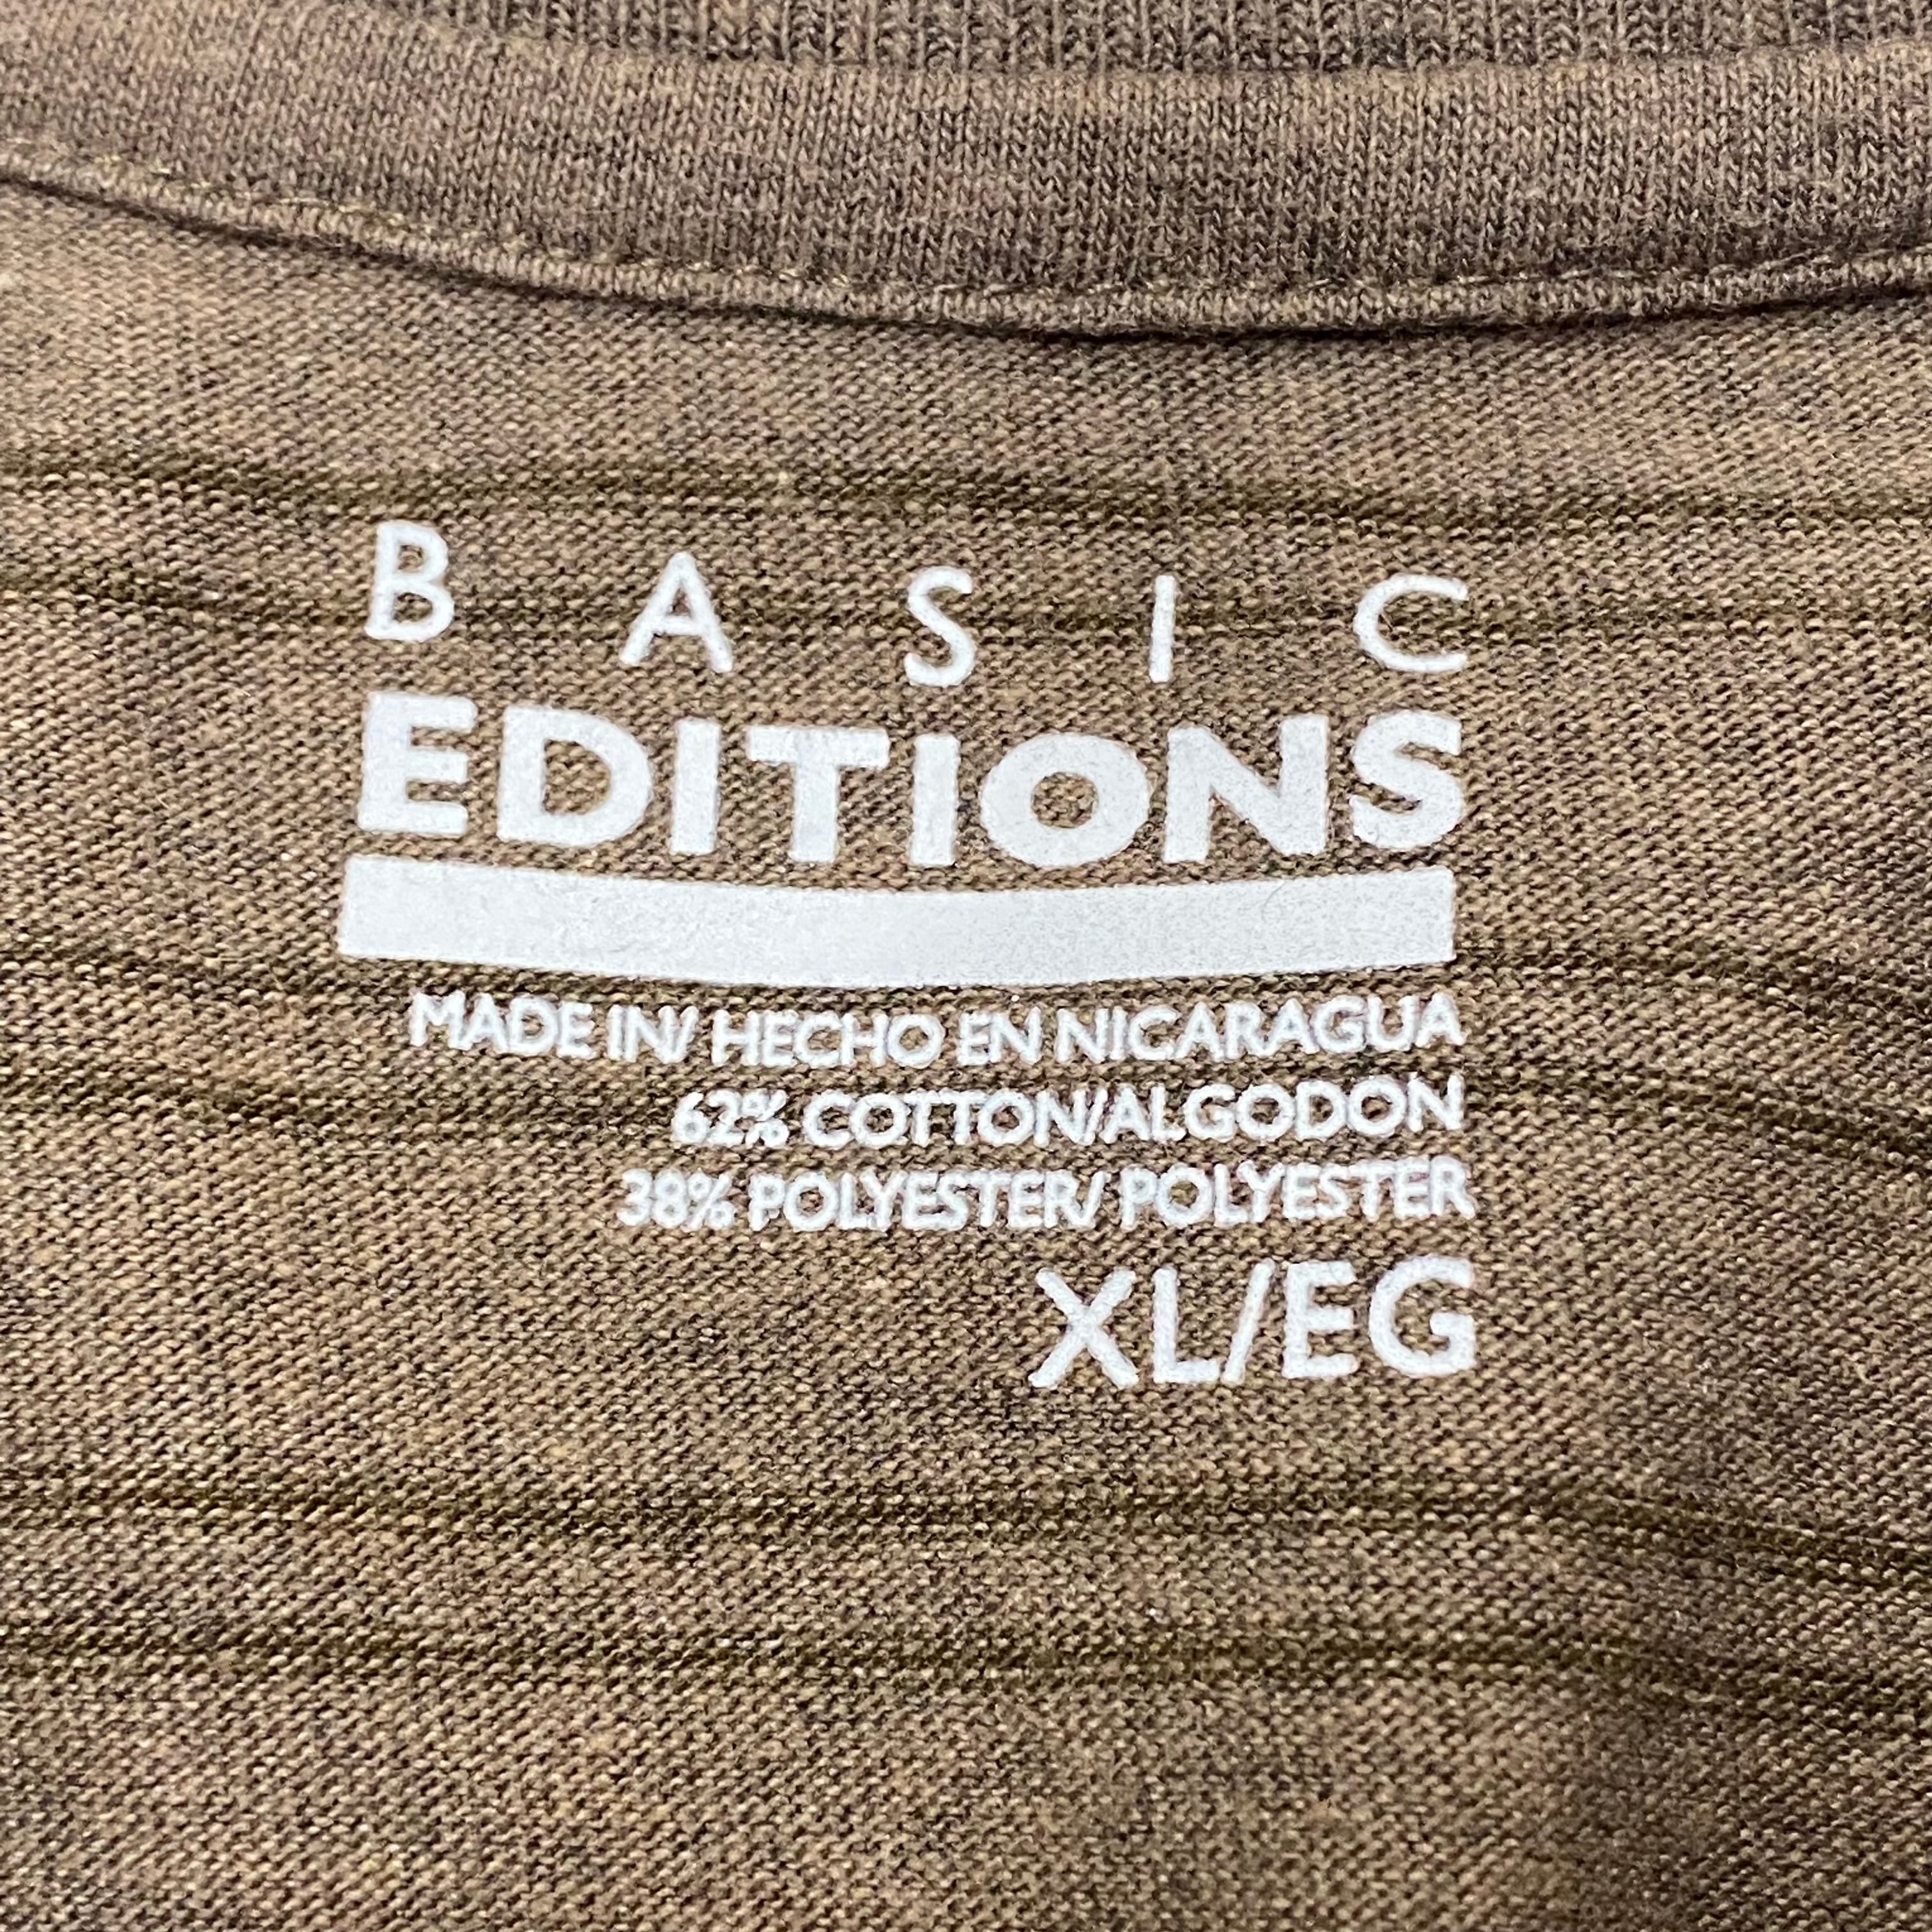 BASIC
EDITIONS
MADE IN/ HECHO EN NICARAGUA
62% COTTON/ALGODON
38% POLYESTER/ POLYESTER
XL/EG